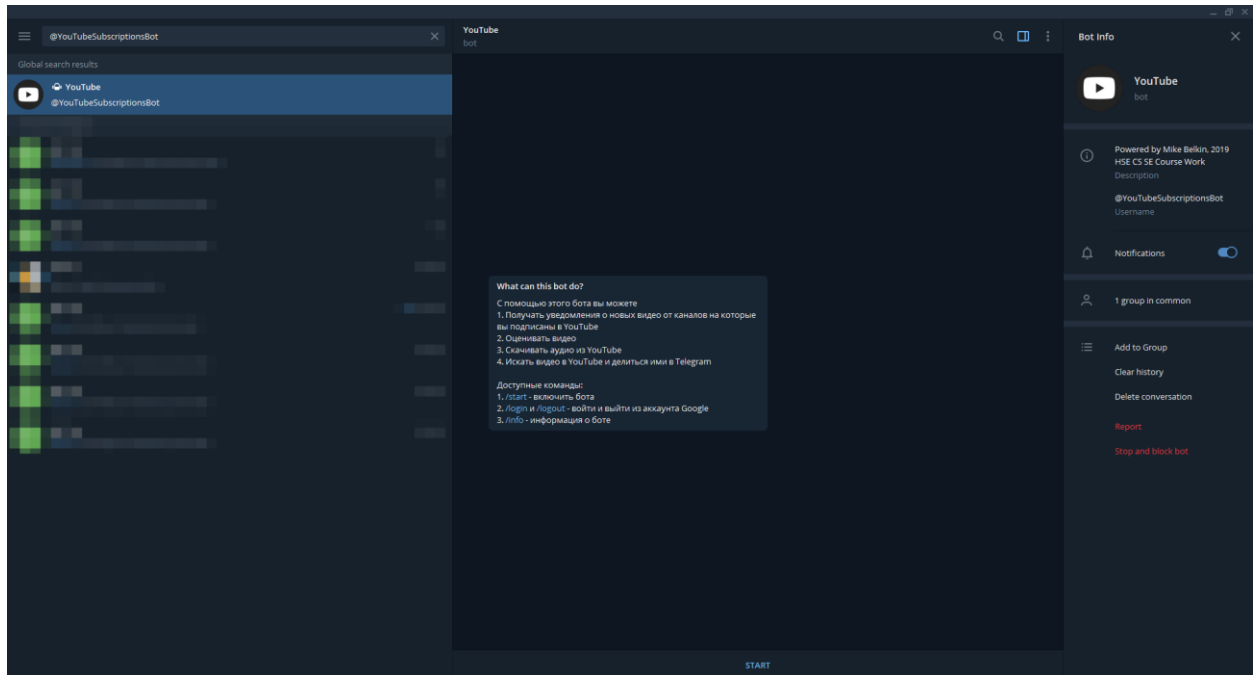 @YouTubeSubscriptionsBot
Global search results
YouTube
@YouTubeSubscriptionsBot
YouTube
bot
What can this bot do?
С помощью этого бота вы можете
1. Получать уведомления о новых видео от каналов на которые
вы подписаны в YouTube
2. Оценивать видео
3. Скачивать аудио из YouTube
4. Искать видео в YouTube и делиться ими в Telegram
Доступные команды:
1. /start - включить бота
2. /login и /logout - войти и выйти из аккаунта Google
3. /info - информация о боте
START
Bot Info
YouTube
bot
Powered by Mike Belkin, 2019
HSE CS SE Course Work
Description
@YouTubeSubscriptionsBot
Username
Notifications
1 group in common
Add to Group
Clear history
Delete conversation
Report
Stop and block bot